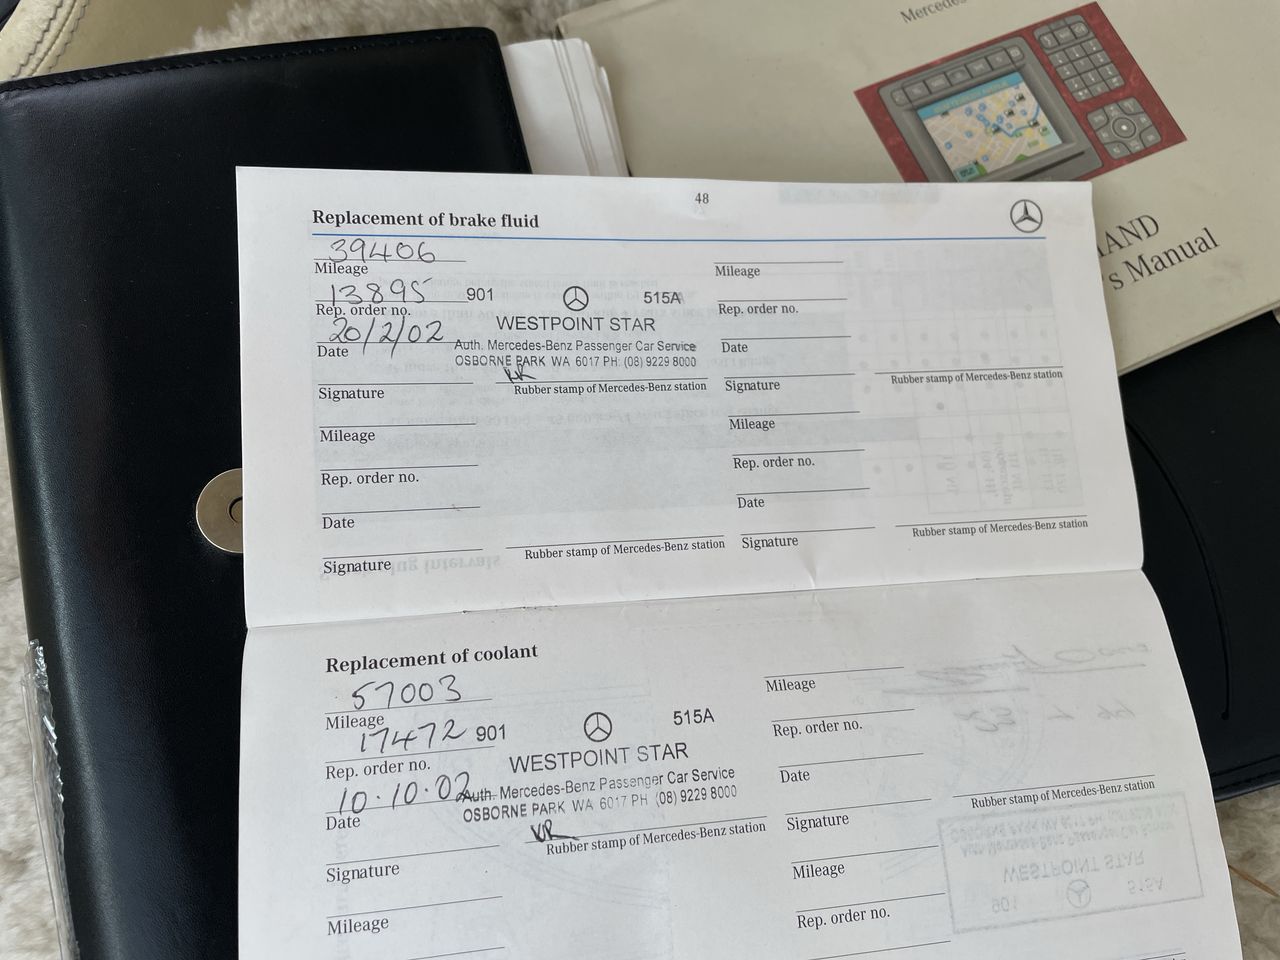 Mercedes
AND
's Manual
48
Replacement of brake fluid
39406
Mileage
13895
Rep. order no.
20/2/02
Date
Signature
901 515A
WESTPOINT STAR
Auth. Mercedes-Benz Passenger Car Service
OSBORNE PARK WA 6017 PH: (08) 9229 8000
Rubber stamp of Mercedes-Benz station
Mileage
Rep. order no.
Date
Signature
Rubber stamp of Mercedes-Benz station
Mileage
Rep. order no.
Date
Signature
Rubber stamp of Mercedes-Benz station
Mileage
Rep. order no.
Date
Signature
Rubber stamp of Mercedes-Benz station
Replacement of coolant
57003
Mileage
17472
Rep. order no.
10.10.02
Date
Signature
901 515A
WESTPOINT STAR
Auth. Mercedes-Benz Passenger Car Service
OSBORNE PARK WA 6017 PH (08) 9229 8000
Rubber stamp of Mercedes-Benz station
Mileage
Rep. order no.
Date
Signature
Rubber stamp of Mercedes-Benz station
Mileage
Mileage
Rep. order no.